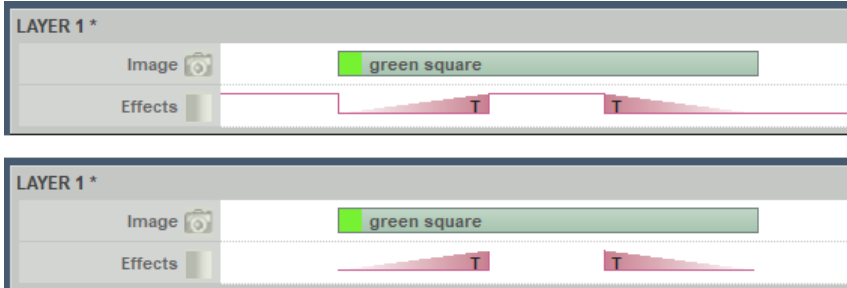 LAYER 1 *
Image green square
Effects T T
LAYER 1 *
Image green square
Effects T T